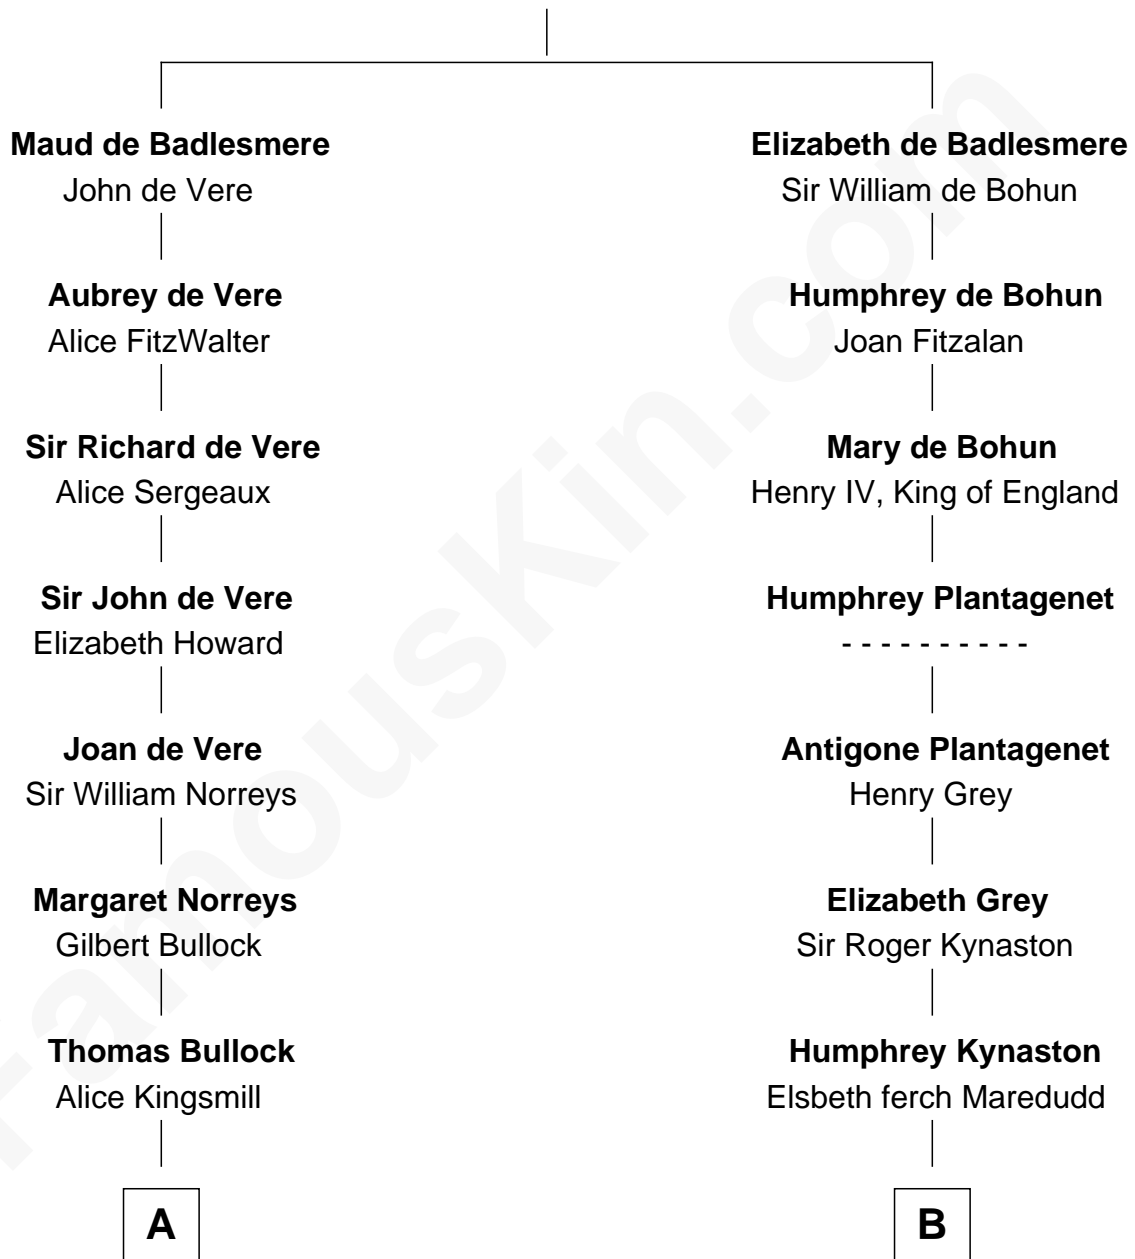 Maud de Badlesmere
John de Vere
Aubrey de Vere
Alice FitzWalter
Sir Richard de Vere
Alice Sergeaux
Sir John de Vere
Elizabeth Howard
Joan de Vere
Sir William Norreys
Margaret Norreys
Gilbert Bullock
Thomas Bullock
Alice Kingsmill
A
Elizabeth de Badlesmere
Sir William de Bohun
Humphrey de Bohun
Joan Fitzalan
Mary de Bohun
Henry IV, King of England
Humphrey Plantagenet
- - - - - - - - - -
Antigone Plantagenet
Henry Grey
Elizabeth Grey
Sir Roger Kynaston
Humphrey Kynaston
Elsbeth ferch Maredudd
B
FamousKin.com